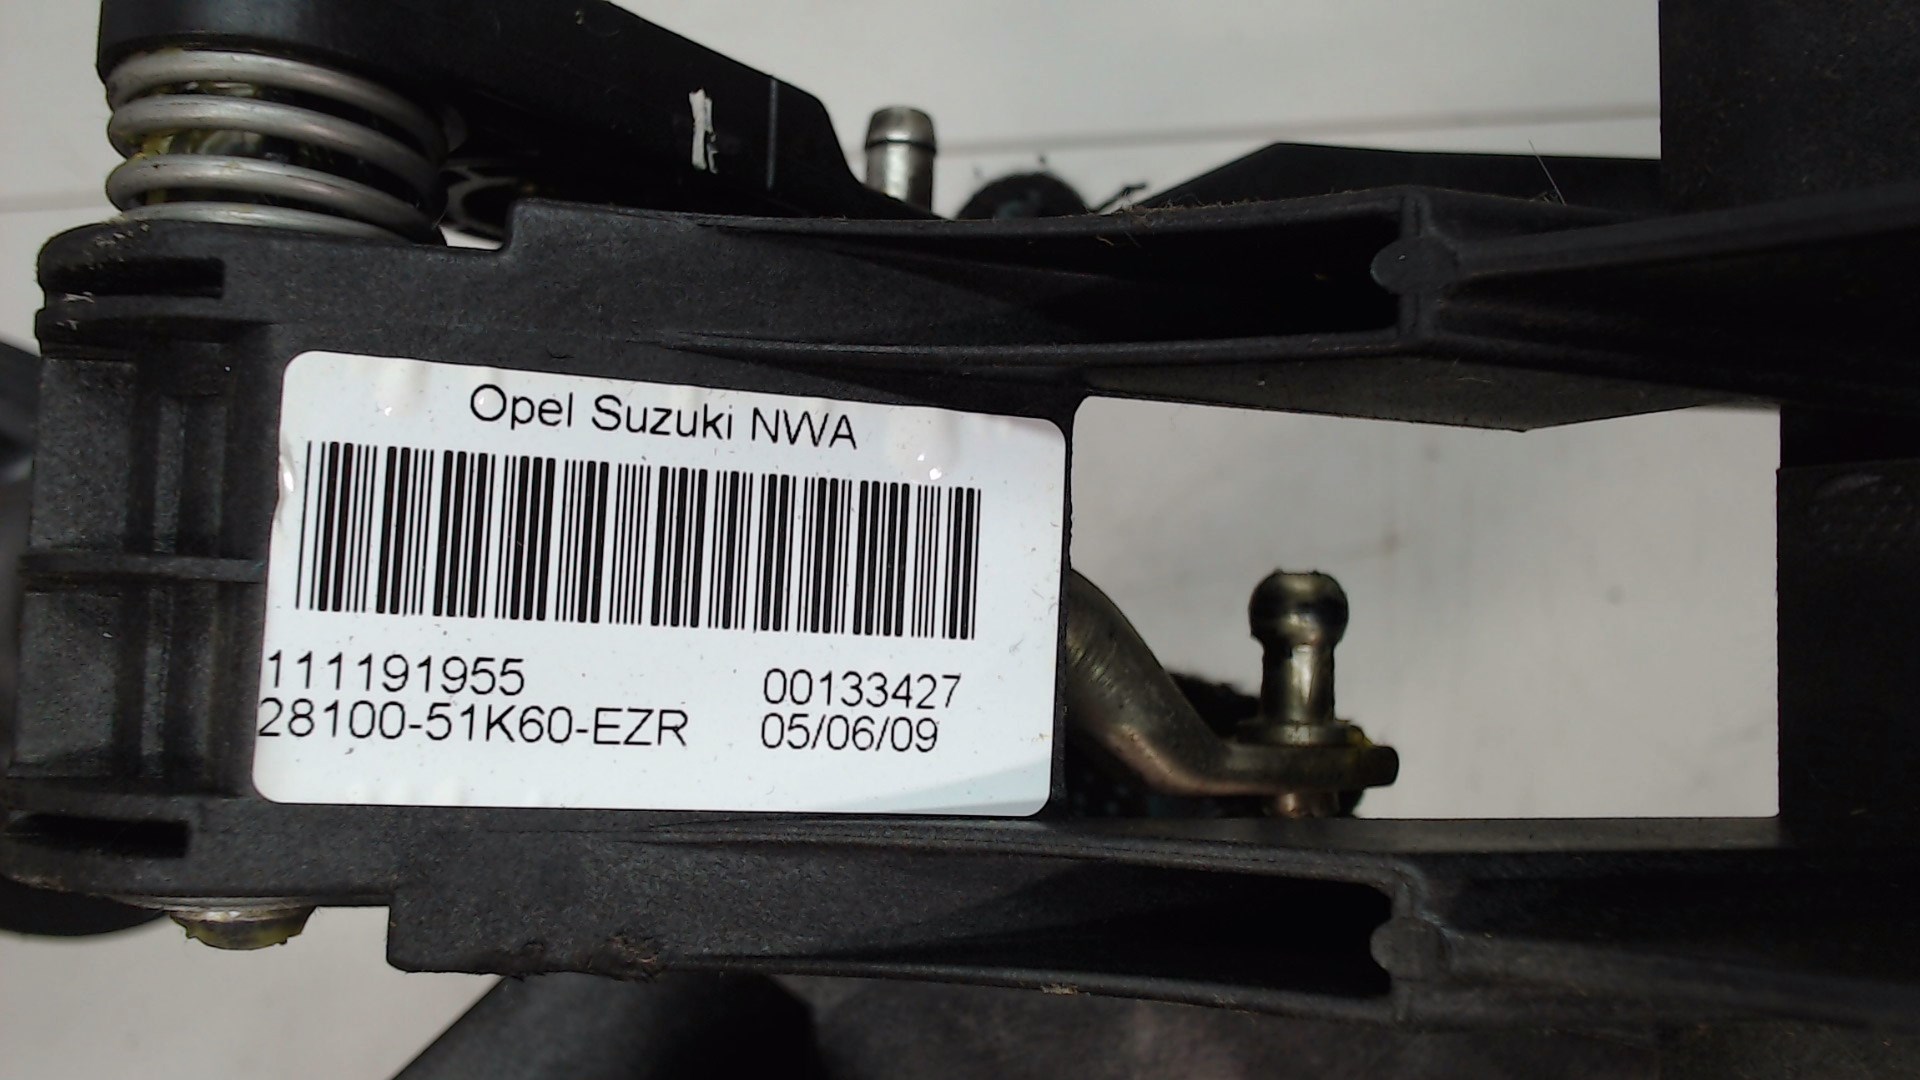 Opel Suzuki NWA
111191955 00133427
28100-51K60-EZR 05/06/09